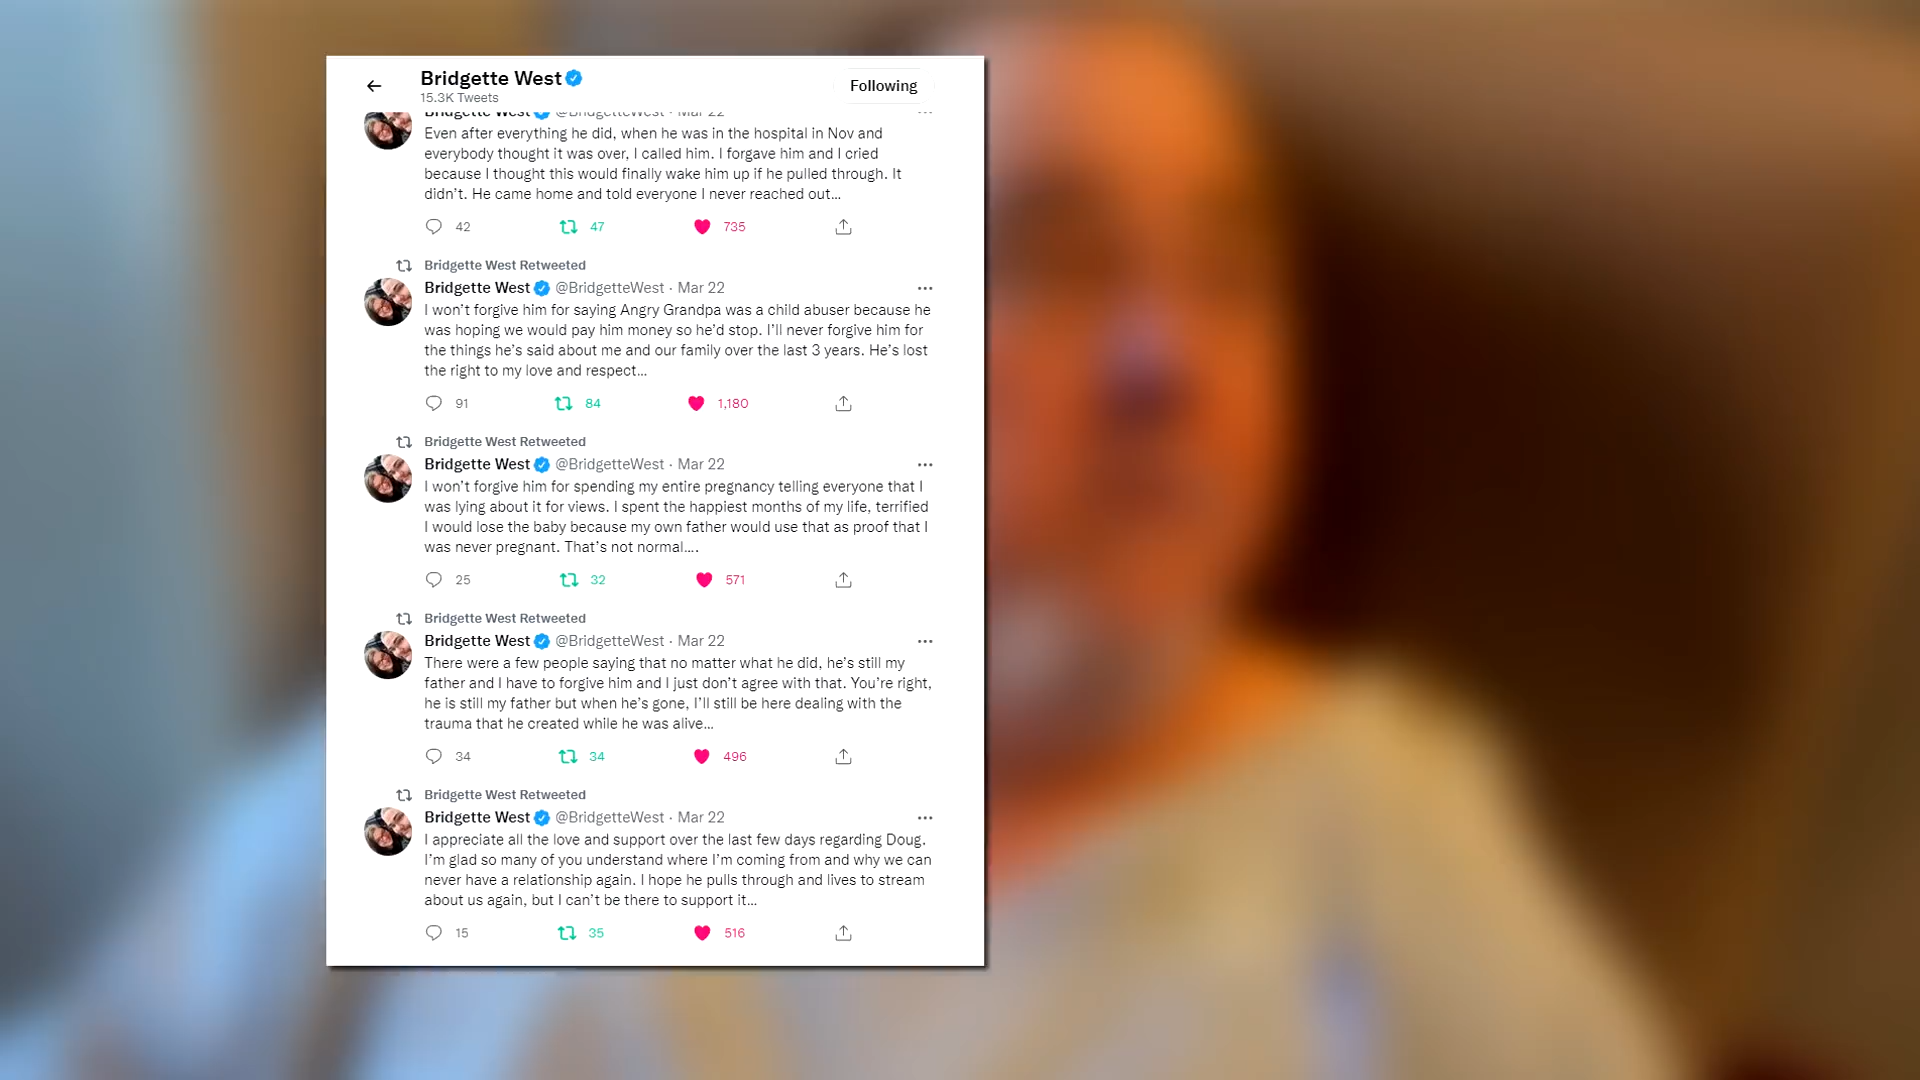 Bridgette West
15.3K Tweets
Following
Bridgette West @BridgetteWest · Mar 22
Even after everything he did, when he was in the hospital in Nov and
everybody thought it was over, I called him. I forgave him and I cried
because I thought this would finally wake him up if he pulled through. It
didn't. He came home and told everyone I never reached out...
42 47 735
Bridgette West Retweeted
Bridgette West @BridgetteWest · Mar 22
I won't forgive him for saying Angry Grandpa was a child abuser because he
was hoping we would pay him money so he'd stop. I'll never forgive him for
the things he's said about me and our family over the last 3 years. He's lost
the right to my love and respect...
91 84 1,180
Bridgette West Retweeted
Bridgette West @BridgetteWest · Mar 22
I won't forgive him for spending my entire pregnancy telling everyone that I
was lying about it for views. I spent the happiest months of my life, terrified
I would lose the baby because my own father would use that as proof that I
was never pregnant. That's not normal....
25 32 571
Bridgette West Retweeted
Bridgette West @BridgetteWest · Mar 22
There were a few people saying that no matter what he did, he's still my
father and I have to forgive him and I just don't agree with that. You're right,
he is still my father but when he's gone, I'll still be here dealing with the
trauma that he created while he was alive...
34 34 496
Bridgette West Retweeted
Bridgette West @BridgetteWest · Mar 22
I appreciate all the love and support over the last few days regarding Doug.
I'm glad so many of you understand where I'm coming from and why we can
never have a relationship again. I hope he pulls through and lives to stream
about us again, but I can't be there to support it...
15 35 516